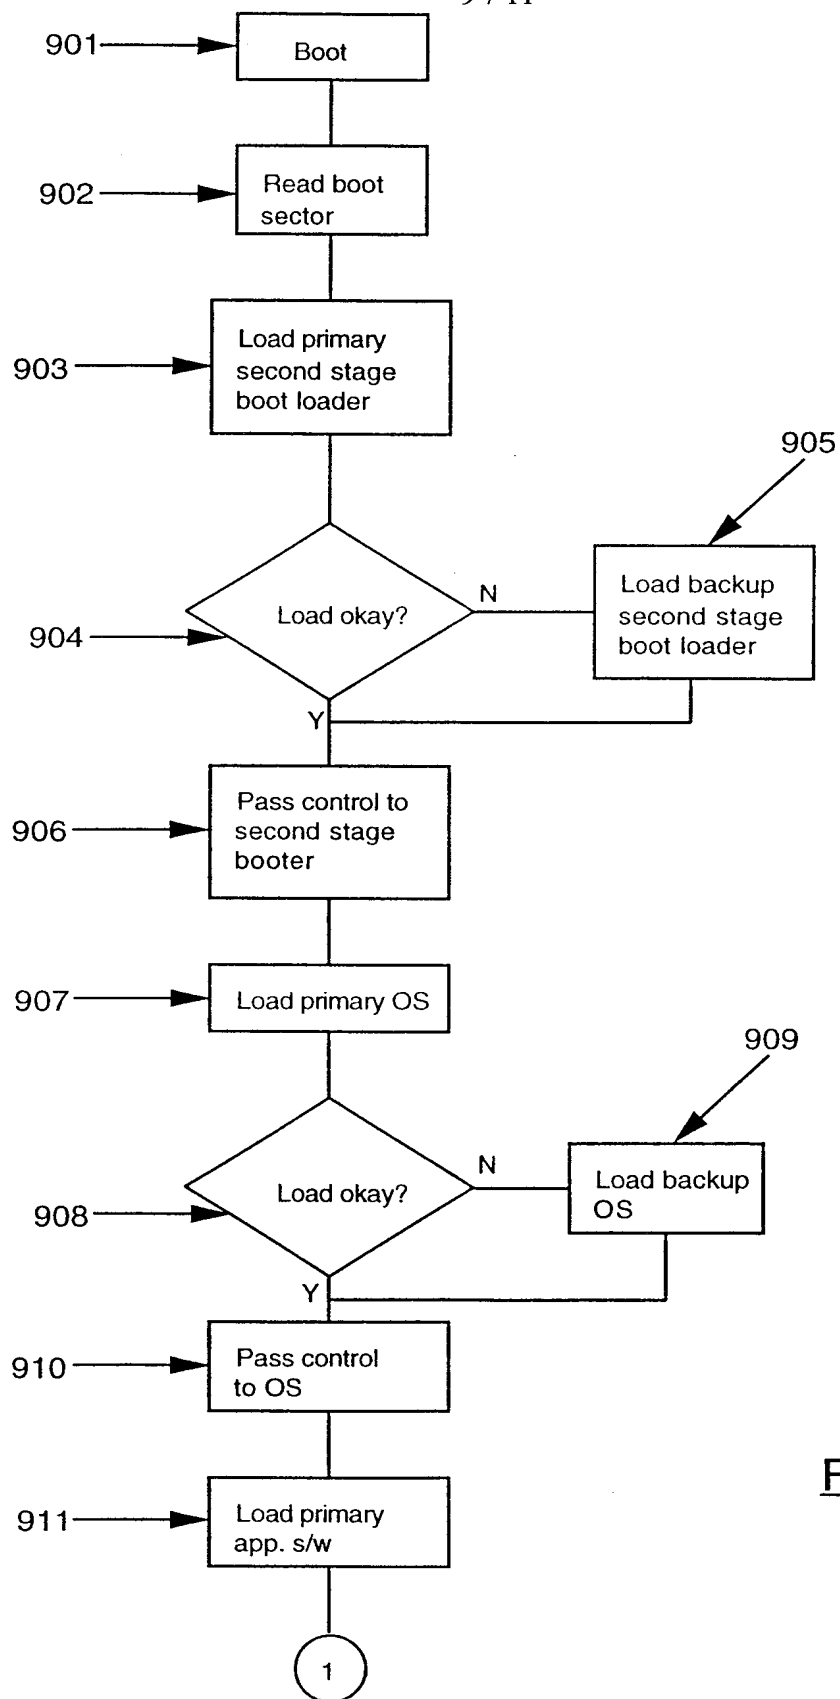 901
Boot
902
Read boot
sector
903
Load primary
second stage
boot loader
905
904
Load okay?
N
Load backup
second stage
boot loader
Y
906
Pass control to
second stage
booter
907
Load primary OS
909
908
Load okay?
N
Load backup
OS
Y
910
Pass control
to OS
911
Load primary
app. s/w
1